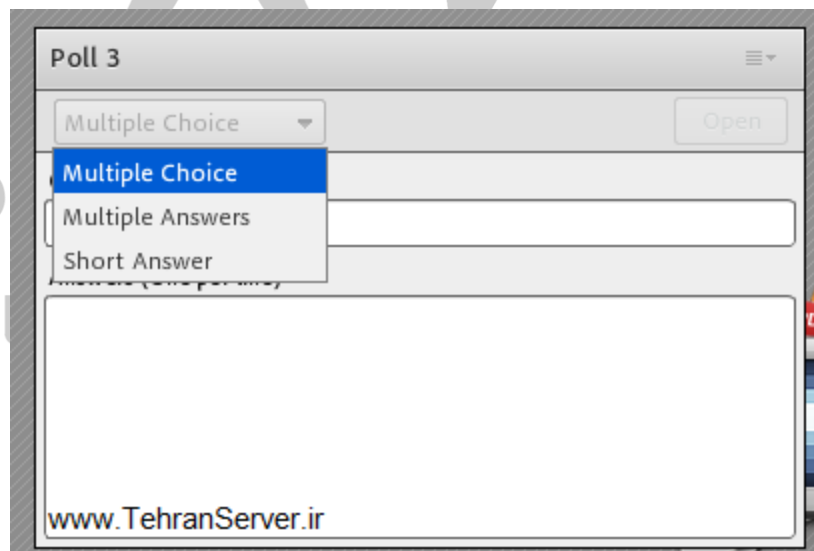 Poll 3
Multiple Choice
Open
Multiple Choice
Multiple Answers
Short Answer
www.TehranServer.ir